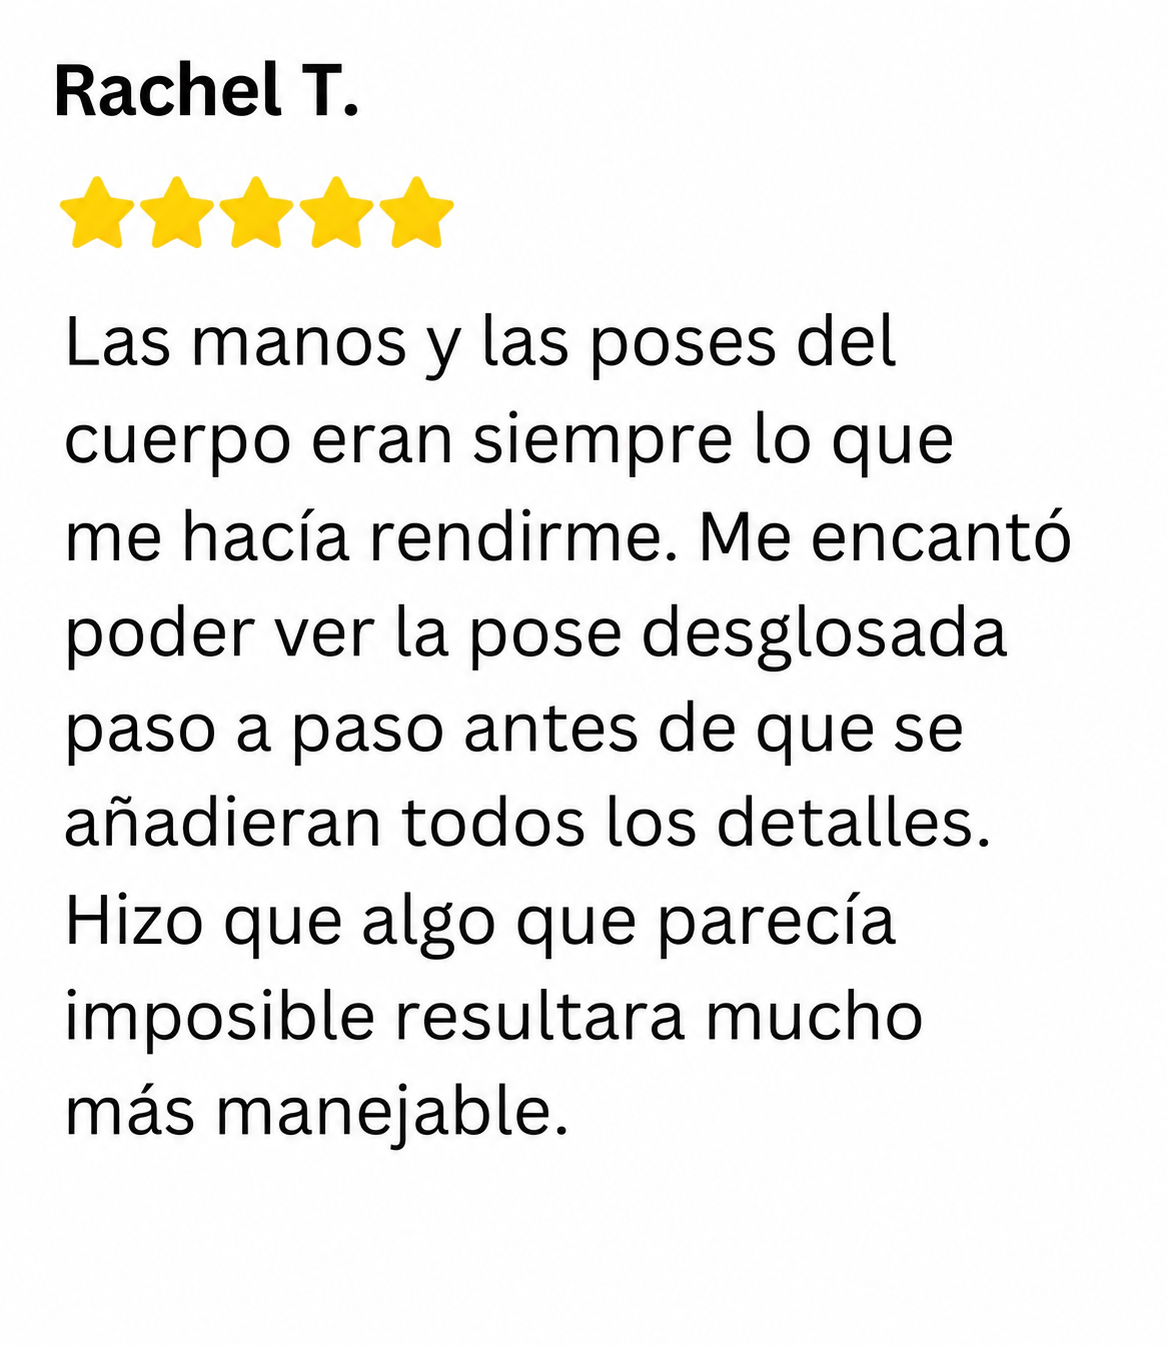 Rachel T.
Las manos y las poses del
cuerpo eran siempre lo que
me hacía rendirme. Me encantó
poder ver la pose desglosada
paso a paso antes de que se
añadieran todos los detalles.
Hizo que algo que parecía
imposible resultara mucho
más manejable.